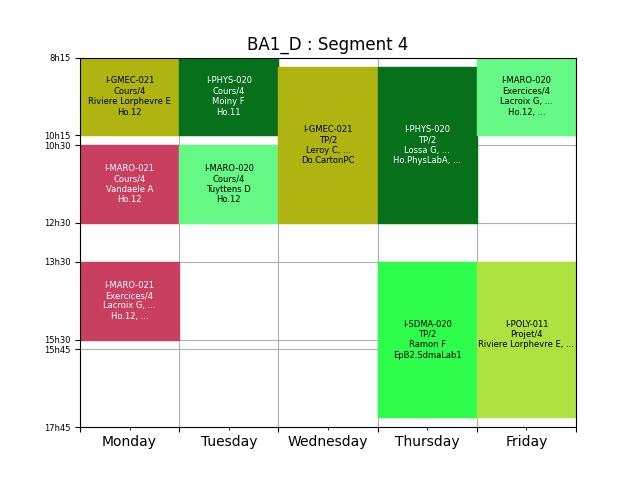 BA1_D : Segment 4
8h15
10h15
10h30
12h30
13h30
15h30
15h45
17h45
I-GMEC-021
Cours/4
Riviere Lorphevre E
Ho.12
I-MARO-021
Cours/4
Vandaele A
Ho.12
I-MARO-021
Exercices/4
Lacroix G, ...
Ho.12, ...
I-PHYS-020
Cours/4
Moiny F
Ho.11
I-MARO-020
Cours/4
Tuyttens D
Ho.12
I-GMEC-021
TP/2
Leroy C, ...
Do.CartonPC
I-PHYS-020
TP/2
Lossa G, ...
Ho.PhysLabA, ...
I-SDMA-020
TP/2
Ramon F
EpB2.SdmaLab1
I-MARO-020
Exercices/4
Lacroix G, ...
Ho.12, ...
I-POLY-011
Projet/4
Riviere Lorphevre E, ...
Monday
Tuesday
Wednesday
Thursday
Friday